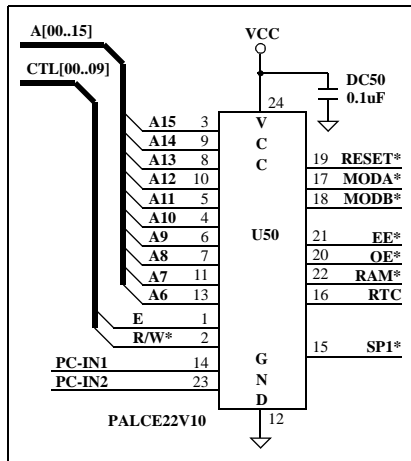 A[00..15]
CTL[00..09]
VCC
DC50
0.1uF
24
A15 3
A14 9
A13 8
A12 10
A11 5
A10 4
A9 6
A8 7
A7 11
A6 13
E 1
R/W* 2
PC-IN1 14
PC-IN2 23
V
C
C
U50
G
N
D
19 RESET*
17 MODA*
18 MODB*
21 EE*
20 OE*
22 RAM*
16 RTC
15 SP1*
12
PALCE22V10